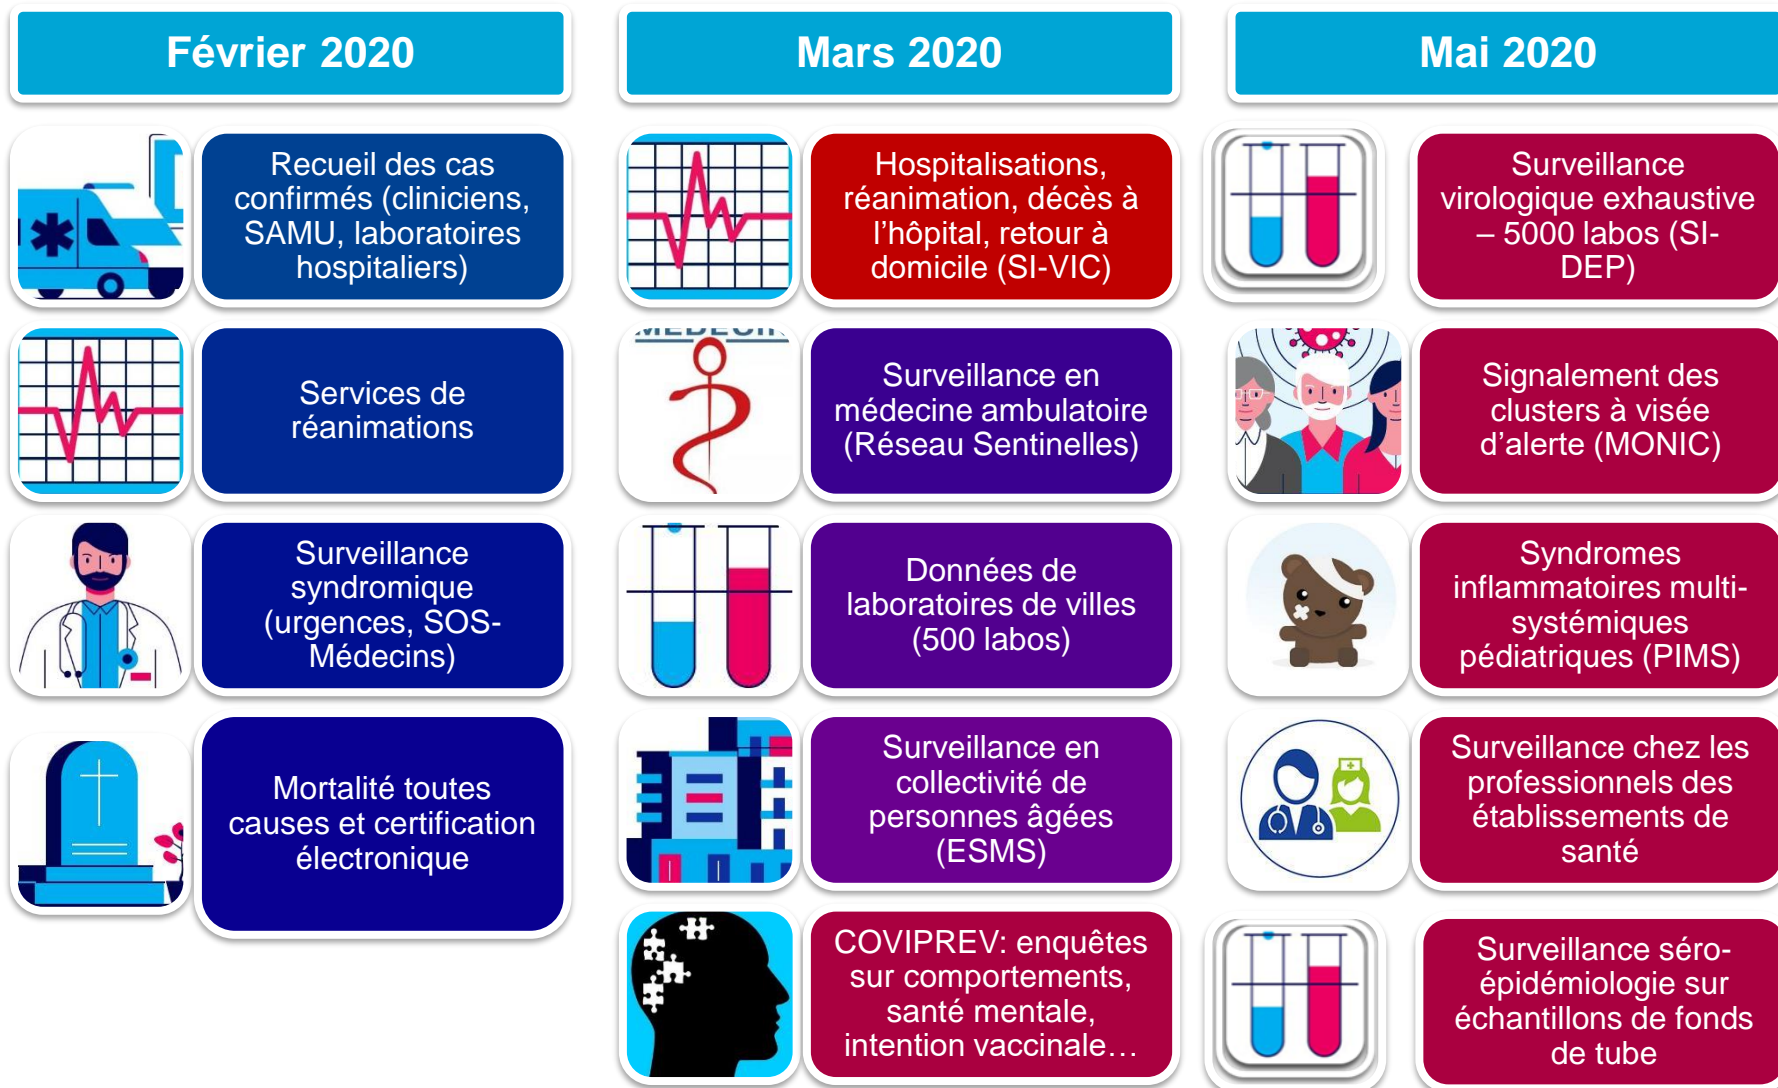 Février 2020
Recueil des cas
confirmés (cliniciens,
SAMU, laboratoires
hospitaliers)
Services de
réanimations
Surveillance
syndromique
(urgences, SOS-
Médecins)
Mortalité toutes
causes et certification
électronique
Mars 2020
Hospitalisations,
réanimation, décès à
l’hôpital, retour à
domicile (SI-VIC)
Surveillance en
médecine ambulatoire
(Réseau Sentinelles)
Données de
laboratoires de villes
(500 labos)
Surveillance en
collectivité de
personnes âgées
(ESMS)
COVIPREV: enquêtes
sur comportements,
santé mentale,
intention vaccinale…
Mai 2020
Surveillance
virologique exhaustive
– 5000 labos (SI-
DEP)
Signalement des
clusters à visée
d’alerte (MONIC)
Syndromes
inflammatoires multi-
systémiques
pédiatriques (PIMS)
Surveillance chez les
professionnels des
établissements de
santé
Surveillance séro-
épidémiologie sur
échantillons de fonds
de tube